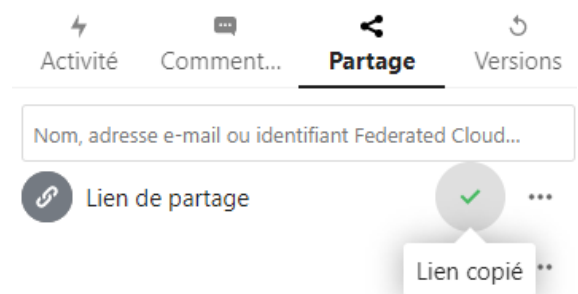 Activité Comment... Partage Versions
Nom, adresse e-mail ou identifiant Federated Cloud...
Lien de partage
Lien copié